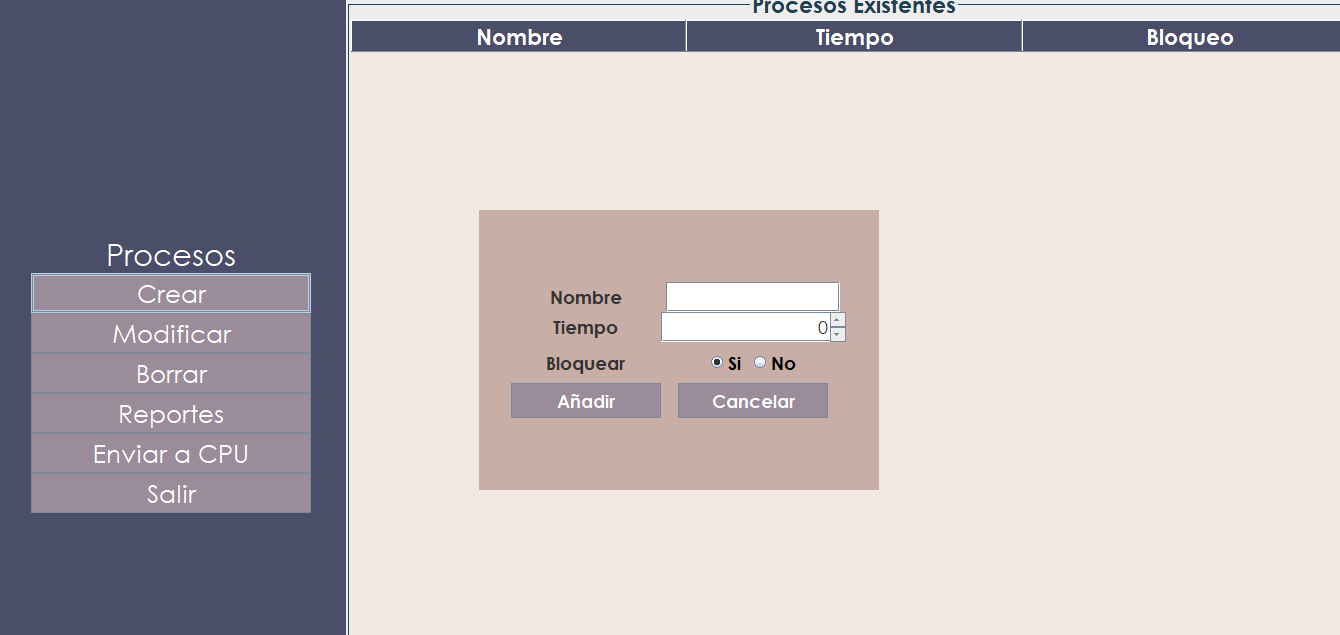 Procesos Existentes
Nombre Tiempo Bloqueo
Procesos
Crear
Modificar
Borrar
Reportes
Enviar a CPU
Salir
Nombre
Tiempo 0
Bloquear Si No
Añadir Cancelar